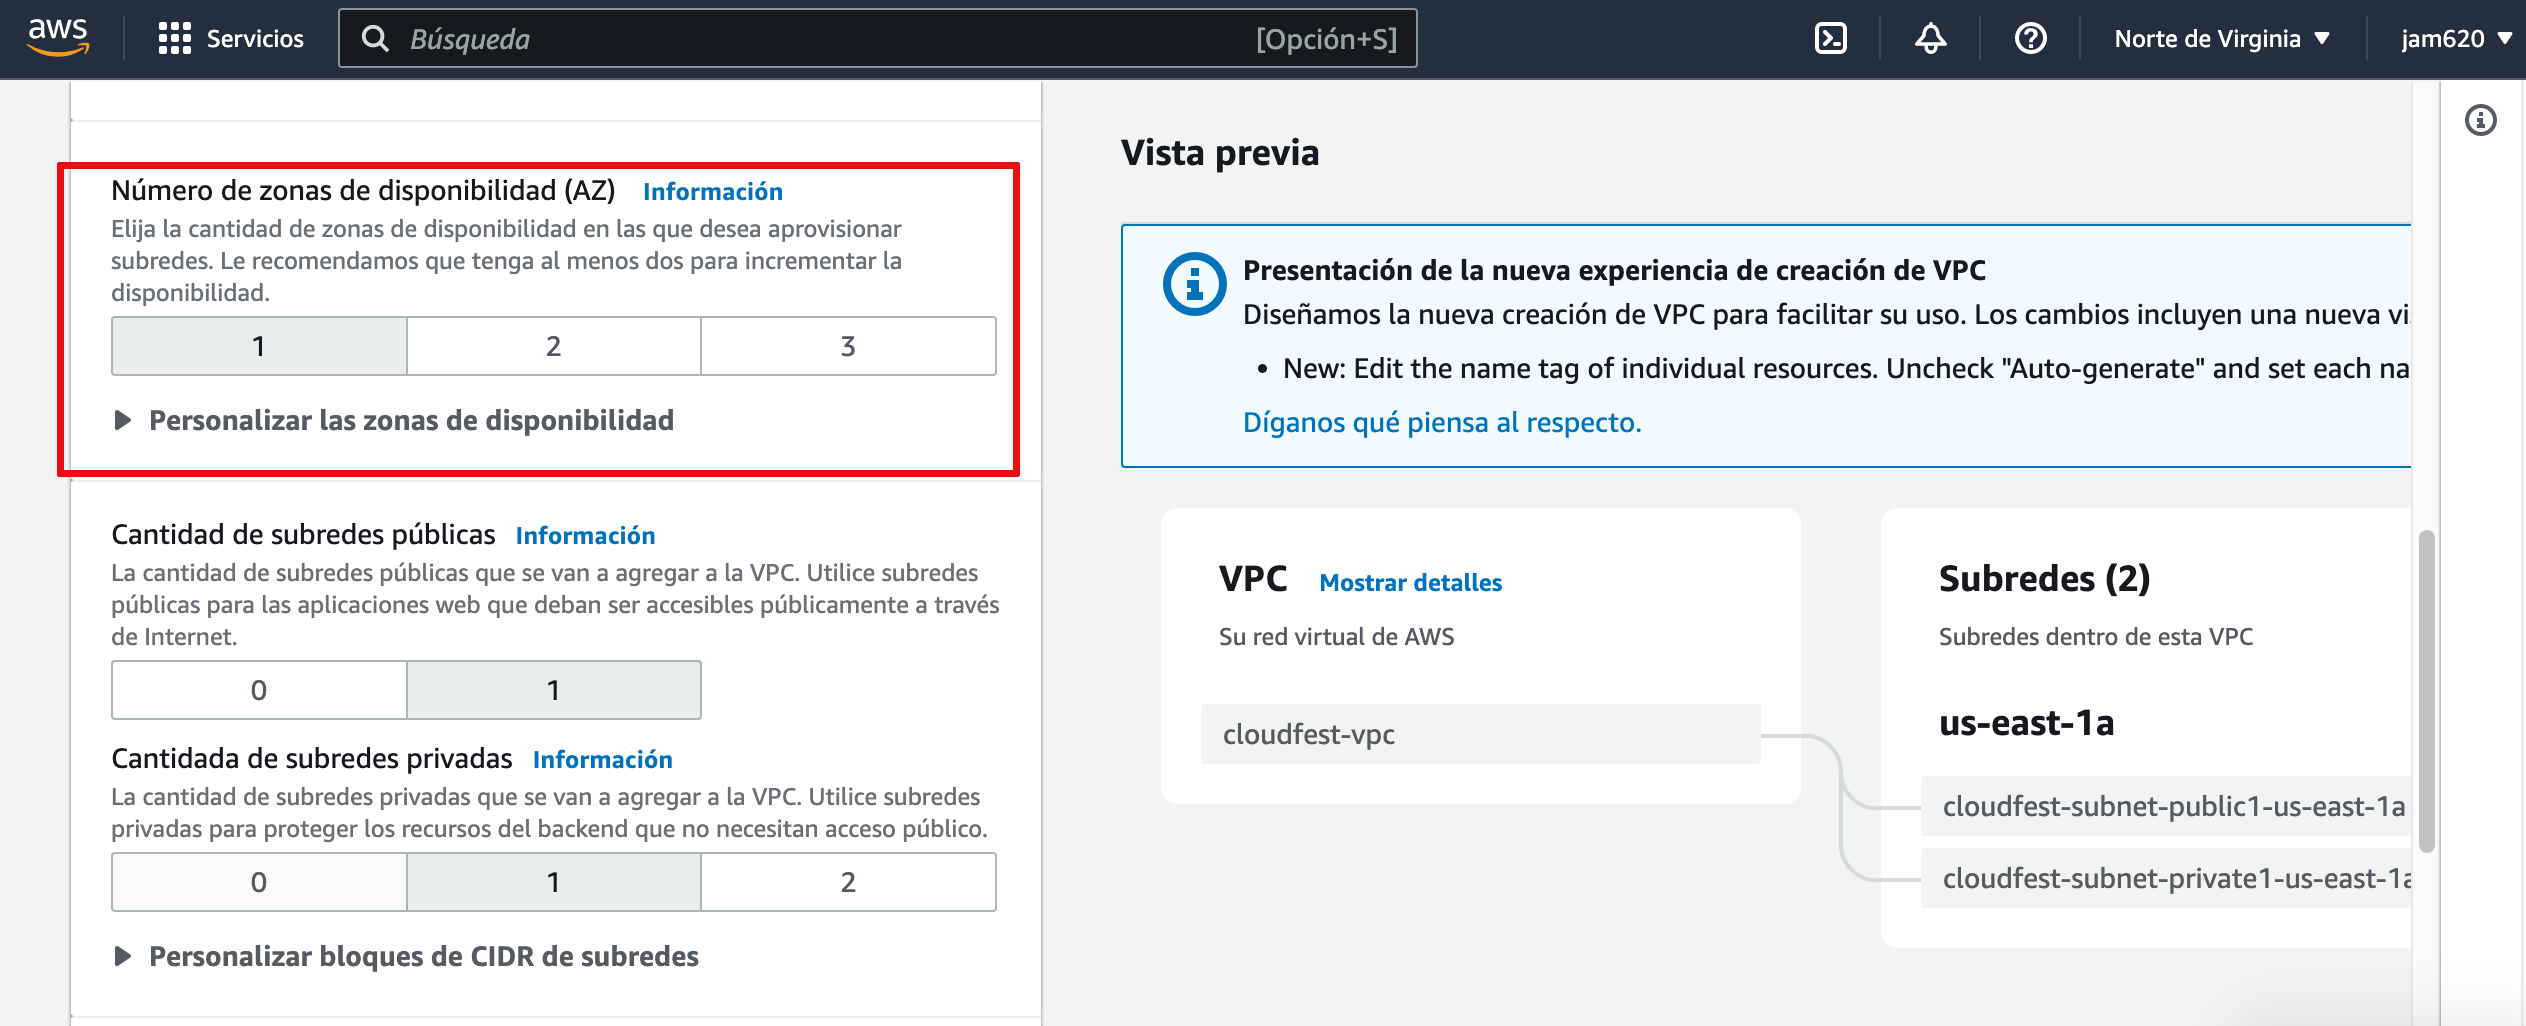 aws
Servicios
Búsqueda
[Opción+S]
Norte de Virginia
jam620
Número de zonas de disponibilidad (AZ) Información
Elija la cantidad de zonas de disponibilidad en las que desea aprovisionar
subredes. Le recomendamos que tenga al menos dos para incrementar la
disponibilidad.
1 2 3
Personalizar las zonas de disponibilidad
Cantidad de subredes públicas Información
La cantidad de subredes públicas que se van a agregar a la VPC. Utilice subredes
públicas para las aplicaciones web que deban ser accesibles públicamente a través
de Internet.
0 1
Cantidada de subredes privadas Información
La cantidad de subredes privadas que se van a agregar a la VPC. Utilice subredes
privadas para proteger los recursos del backend que no necesitan acceso público.
0 1 2
Personalizar bloques de CIDR de subredes
Vista previa
Presentación de la nueva experiencia de creación de VPC
Diseñamos la nueva creación de VPC para facilitar su uso. Los cambios incluyen una nueva
• New: Edit the name tag of individual resources. Uncheck "Auto-generate" and set each
Díganos qué piensa al respecto.
VPC Mostrar detalles
Su red virtual de AWS
cloudfest-vpc
Subredes (2)
Subredes dentro de esta VPC
us-east-1a
cloudfest-subnet-public1-us-east-1a
cloudfest-subnet-private1-us-east-1a